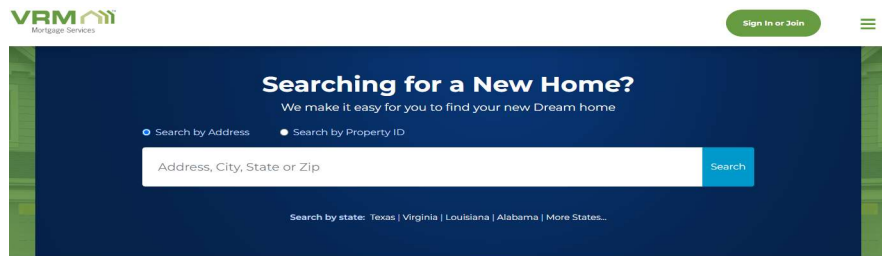 VRM
Mortgage Services
Sign In or Join
Searching for a New Home?
We make it easy for you to find your new Dream home
Search by Address Search by Property ID
Address, City, State or Zip
Search
Search by state: Texas | Virginia | Louisiana | Alabama | More States...